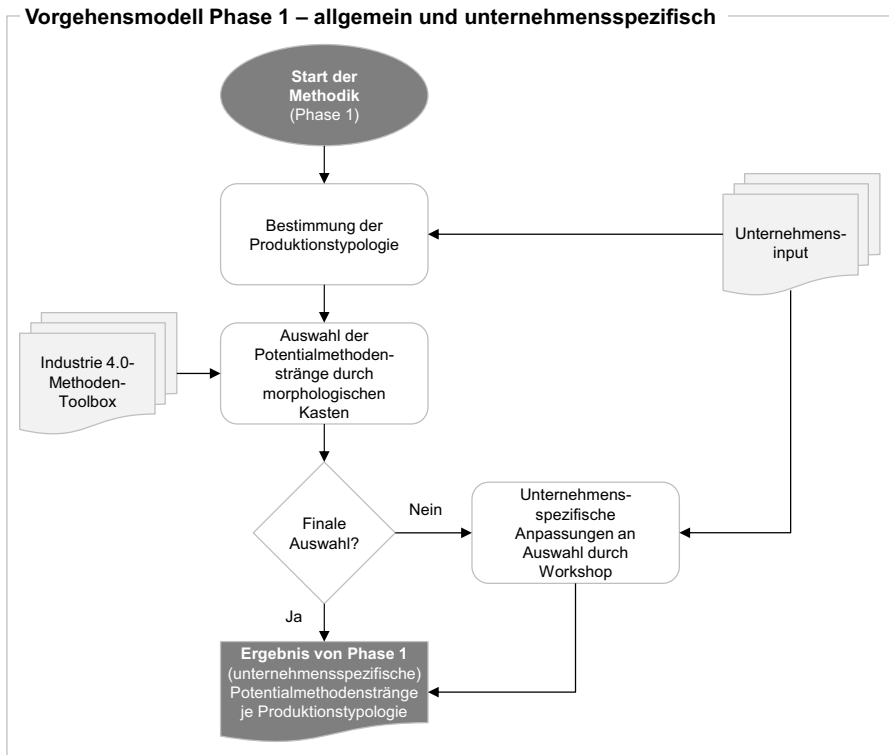 Vorgehensmodell Phase 1 – allgemein und unternehmensspezifisch
Start der
Methodik
(Phase 1)
Bestimmung der
Produktionstypologie
Unternehmens-
input
Auswahl der
Potentialmethoden-
stränge durch
morphologischen
Kasten
Industrie 4.0-
Methoden-
Toolbox
Finale
Auswahl?
Nein
Unternehmens-
spezifische
Anpassungen an
Auswahl durch
Workshop
Ja
Ergebnis von Phase 1
(unternehmensspezifische)
Potentialmethodenstränge
je Produktionstypologie